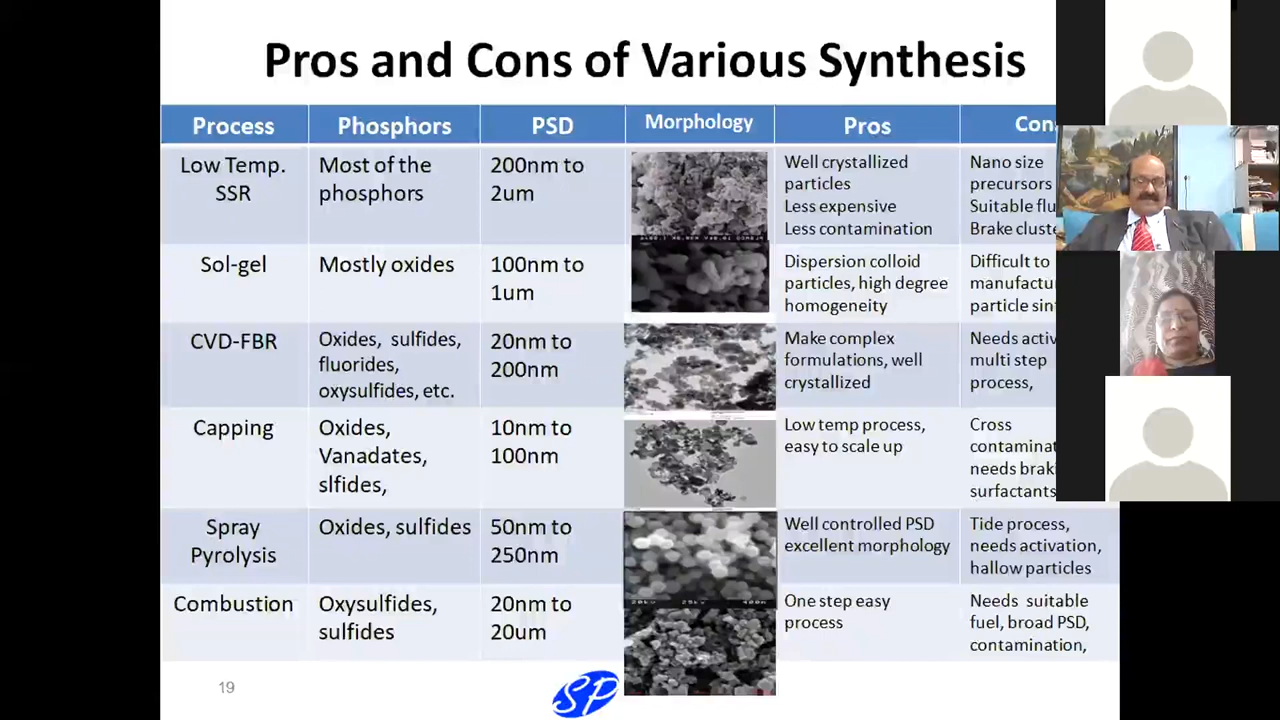 Pros and Cons of Various Synthesis
Process Phosphors PSD Morphology Pros
Low Temp.
SSR
Most of the
phosphors
200nm to
2um
Well crystallized
particles
Less expensive
Less contamination
Nano size
precursors
Suitable
Brake
Sol-gel
Mostly oxides
100nm to
1um
Dispersion colloid
particles, high degree
homogeneity
Difficult to
particle
CVD-FBR
Oxides, sulfides,
fluorides,
oxysulfides, etc.
20nm to
200nm
Make complex
formulations, well
crystallized
Needs
multi step
process,
Capping
Oxides,
Vanadates,
slfides,
10nm to
100nm
Low temp process,
easy to scale up
Cross
needs
surfactants
Spray
Pyrolysis
Oxides, sulfides
50nm to
250nm
Well controlled PSD
excellent morphology
Tide process,
needs activation,
hallow particles
Combustion
Oxysulfides,
sulfides
20nm to
20um
One step easy
process
Needs suitable
fuel, broad PSD,
contamination,
19
SP